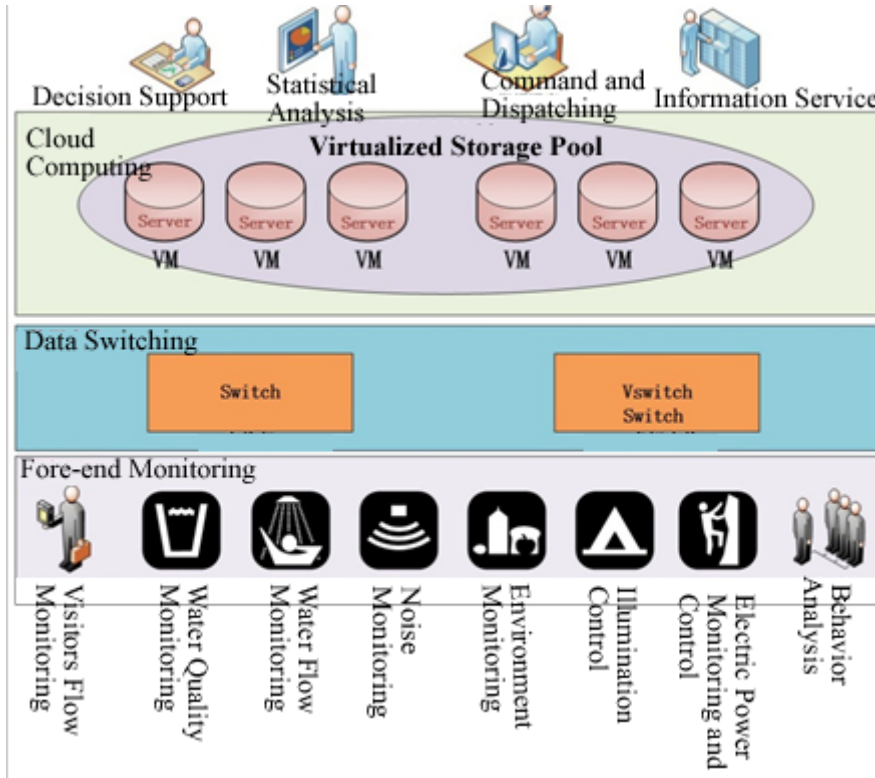 Decision Support
Statistical
Analysis
Command and
Dispatching
Information Service
Cloud
Computing
Virtualized Storage Pool
Server
Server
Server
Server
Server
Server
VM
VM
VM
VM
VM
VM
Data Switching
Switch
Vswitch
Switch
Fore-end Monitoring
Visitors Flow
Monitoring
Water Quality
Monitoring
Water Flow
Monitoring
Noise
Monitoring
Environment
Monitoring
Illumination
Control
Electric Power
Monitoring and
Control
Behavior
Analysis